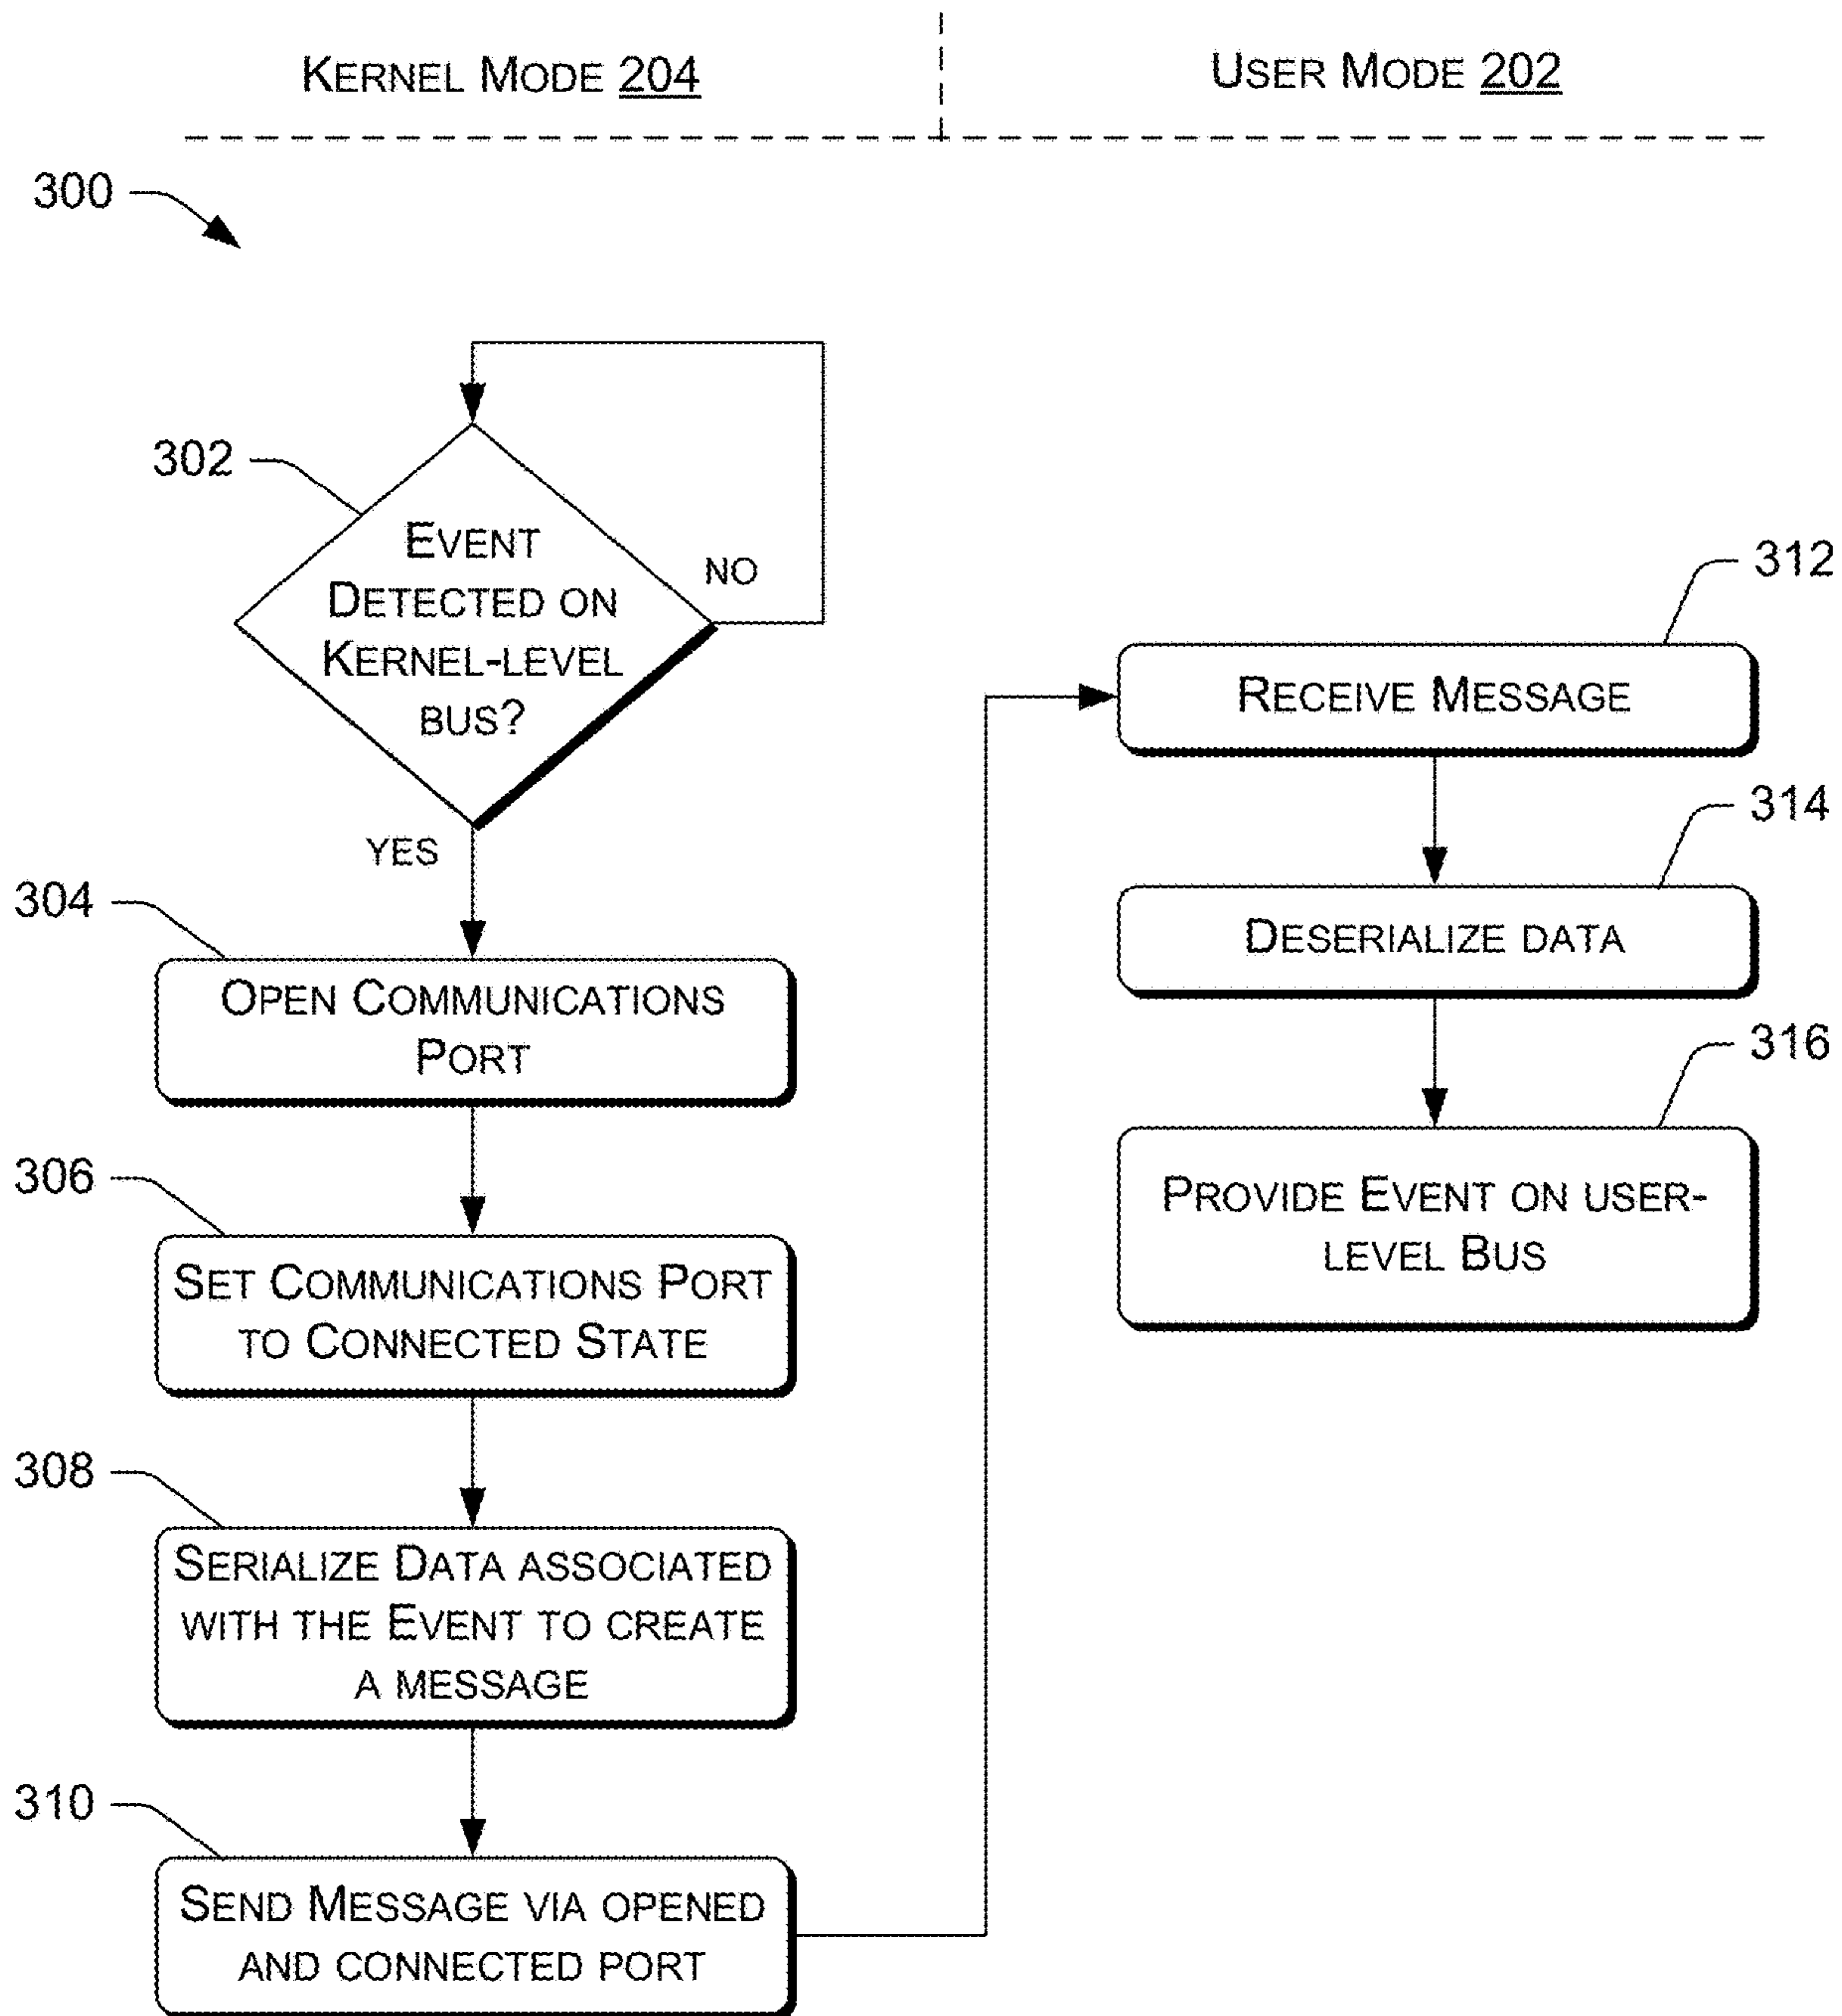 KERNEL MODE 204
USER MODE 202
300
302
EVENT
DETECTED ON
KERNEL-LEVEL
BUS?
NO
YES
304
OPEN COMMUNICATIONS
PORT
306
SET COMMUNICATIONS PORT
TO CONNECTED STATE
308
SERIALIZE DATA ASSOCIATED
WITH THE EVENT TO CREATE
A MESSAGE
310
SEND MESSAGE VIA OPENED
AND CONNECTED PORT
312
RECEIVE MESSAGE
314
DESERIALIZE DATA
316
PROVIDE EVENT ON USER-
LEVEL BUS